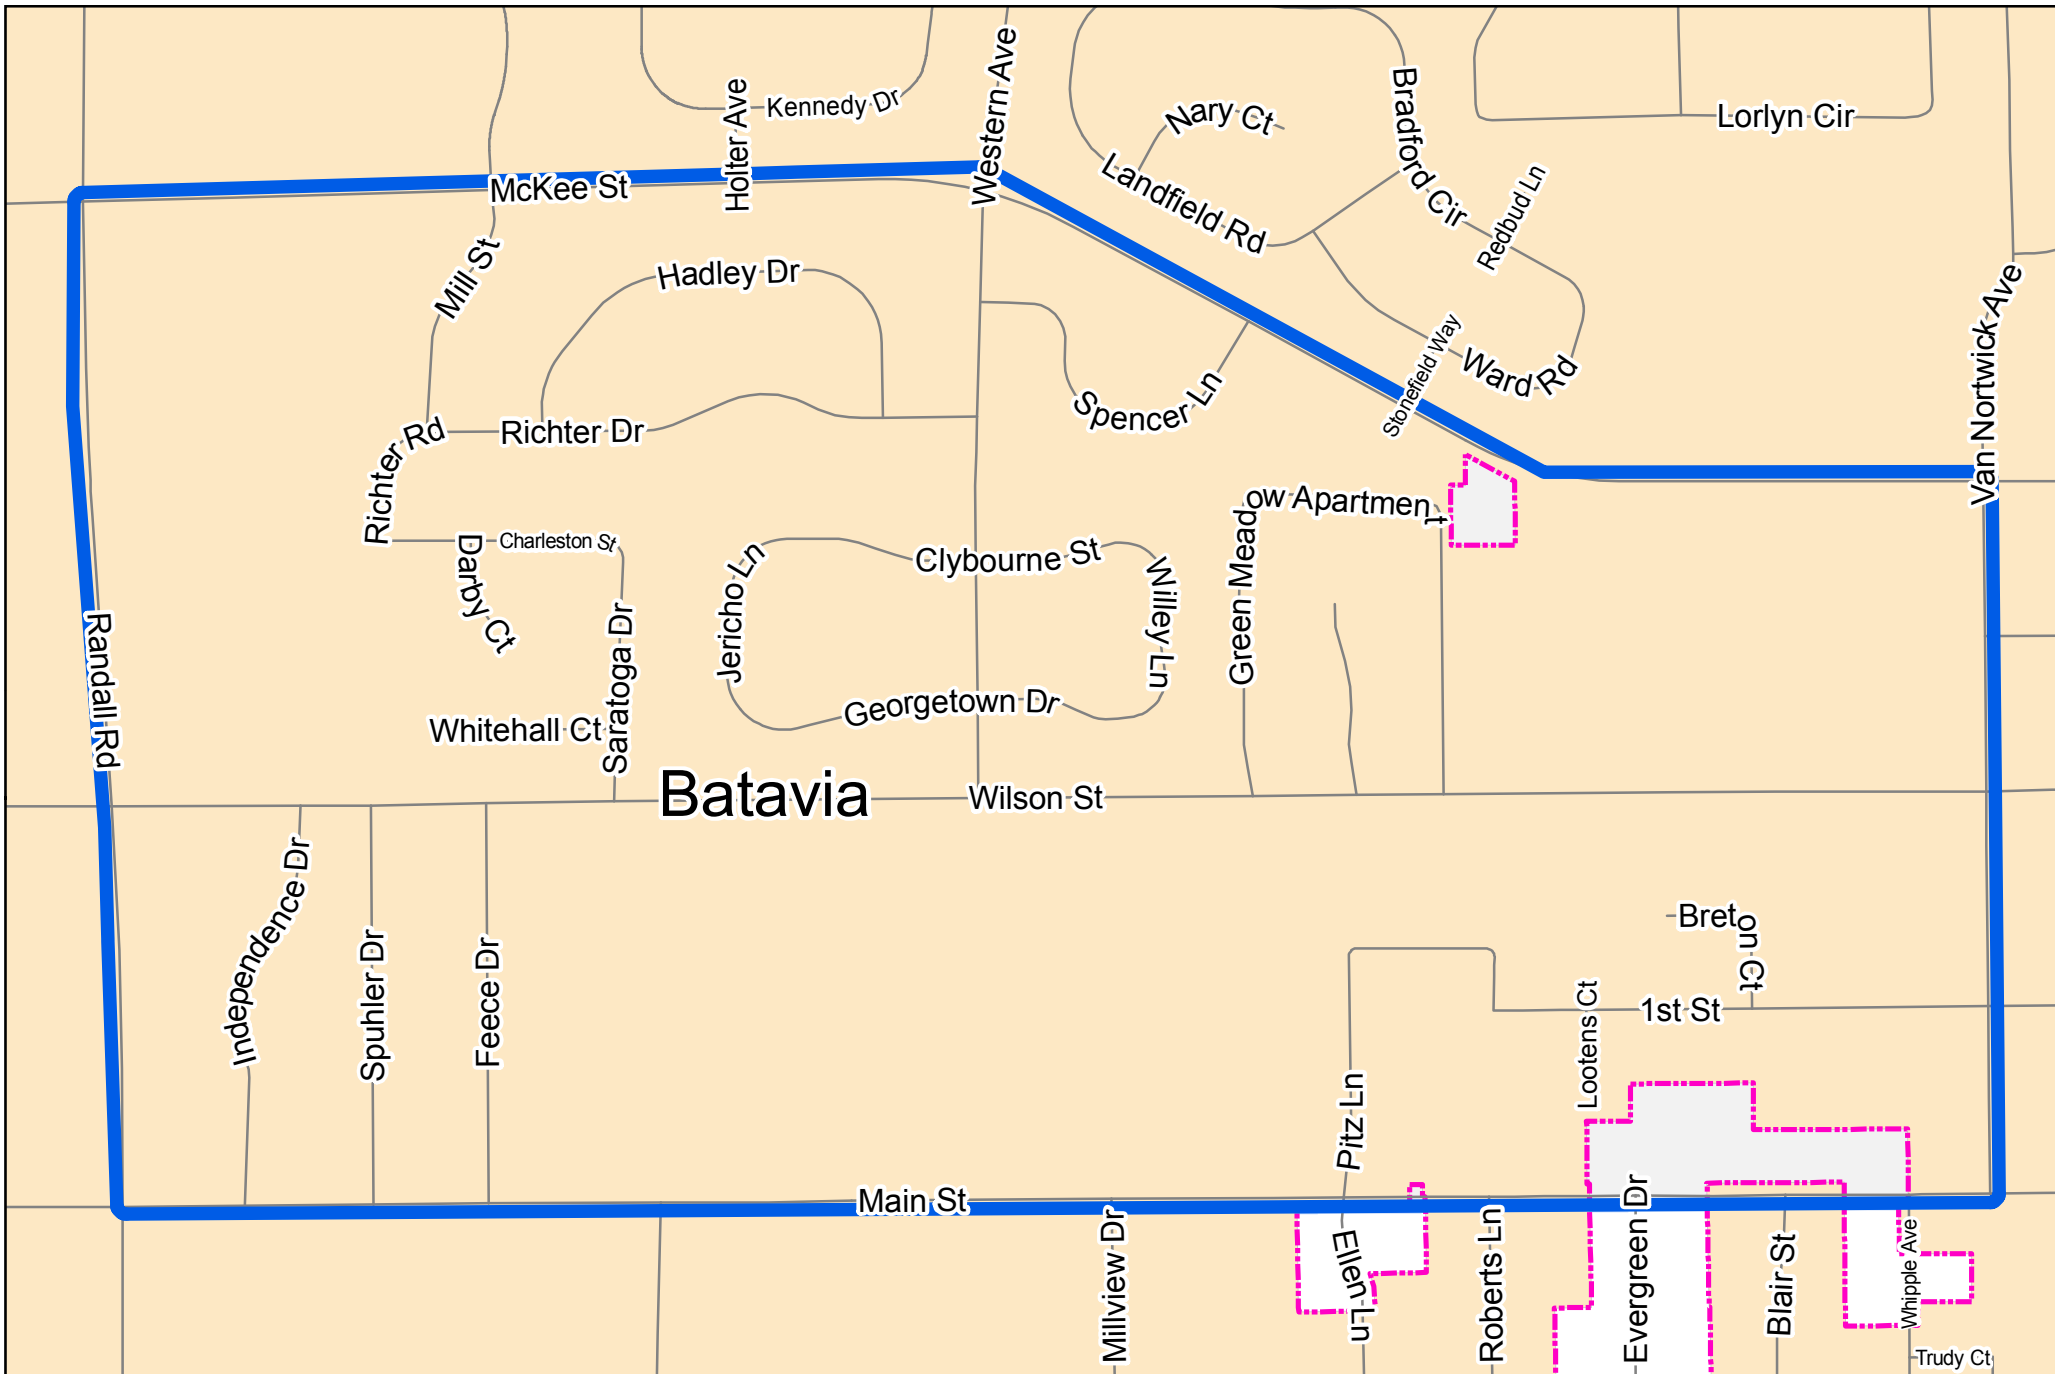 Western Ave
Kennedy Dr
Holter Ave
Nary Ct
Bradford Cir
Lorlyn Cir
McKee St
Landfield Rd
Redbud Ln
Mill St
Hadley Dr
Van Nortwick Ave
Stonefield Way
Ward Rd
Spencer Ln
Richter Rd
Richter Dr
Green Meadow Apartment
Charleston St
Darby Ct
Jericho Ln
Clybourne St
Willey Ln
Saratoga Dr
Randall Rd
Georgetown Dr
Whitehall Ct
Batavia
Wilson St
Independence Dr
Spuhler Dr
Feece Dr
Breton Ct
Lootens Ct
1st St
Pitz Ln
Main St
Millview Dr
Ellen Ln
Roberts Ln
Evergreen Dr
Blair St
Whipple Ave
Trudy Ct